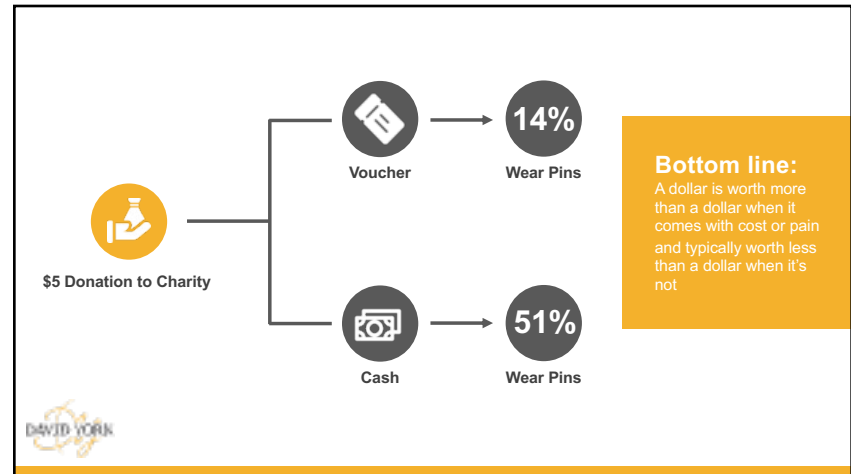 $5 Donation to Charity
Voucher
14%
Wear Pins
Cash
51%
Wear Pins
Bottom line:
A dollar is worth more
than a dollar when it
comes with cost or pain
and typically worth less
than a dollar when it's
not
DAVID YORK